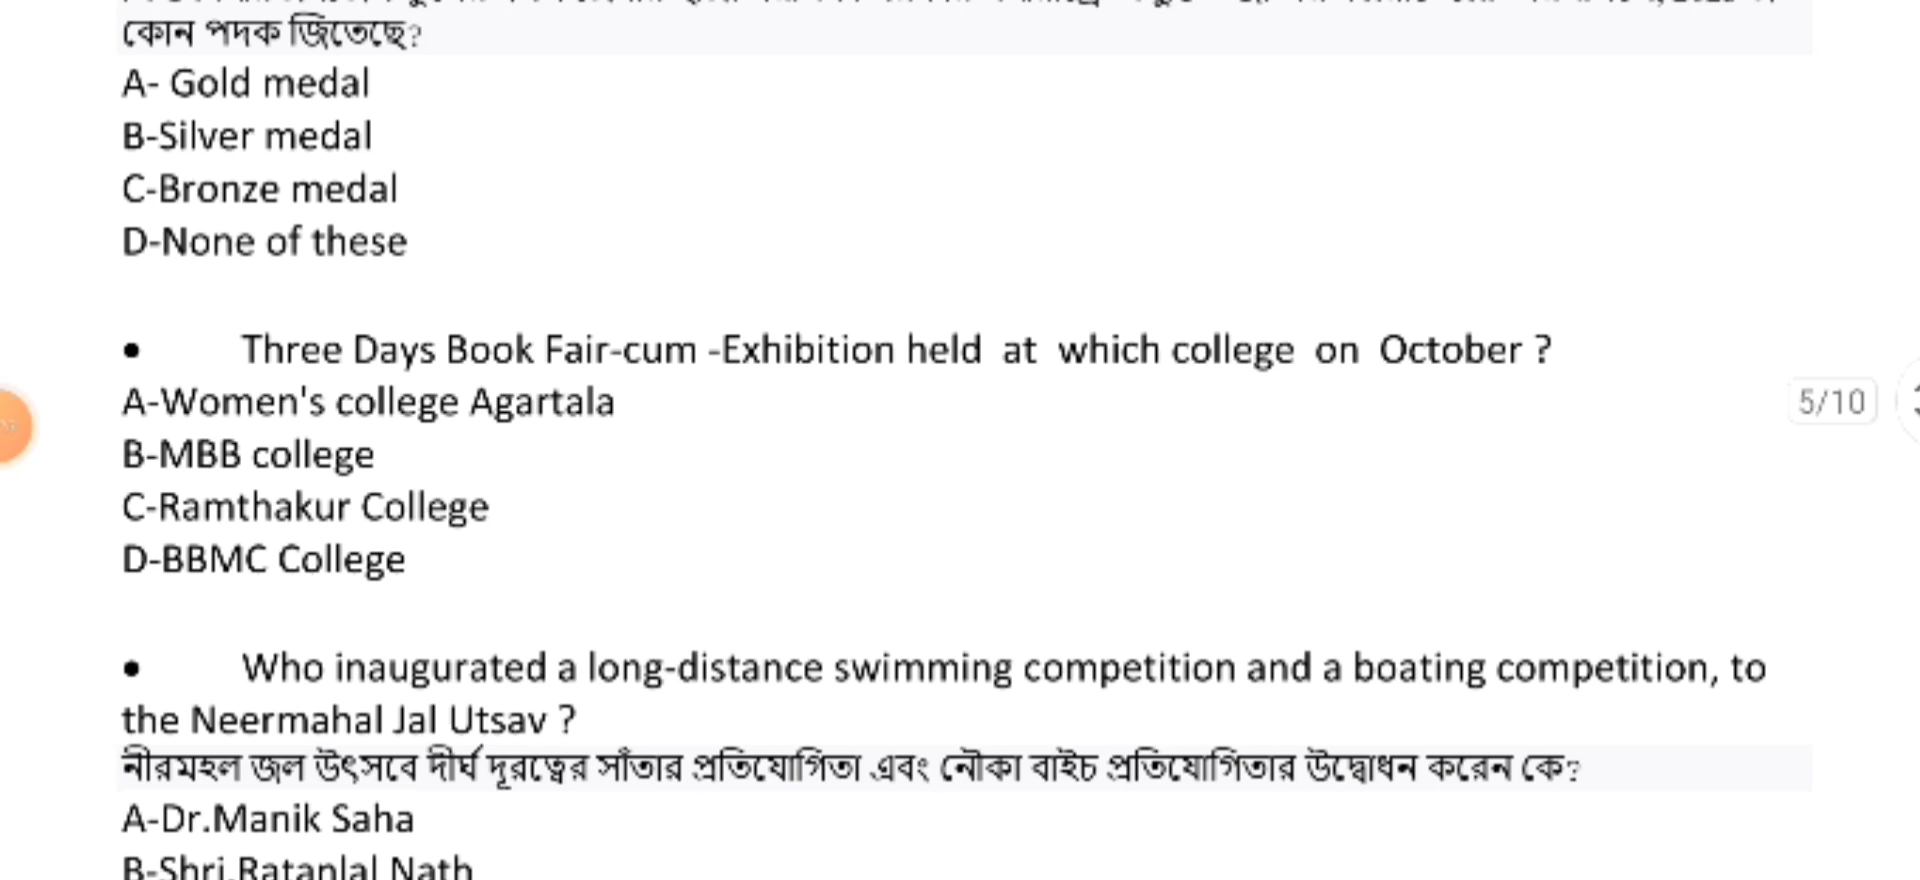 কোন পদক জিতেছে?
A- Gold medal
B-Silver medal
C-Bronze medal
D-None of these
• Three Days Book Fair-cum -Exhibition held at which college on October ?
A-Women's college Agartala
B-MBB college
C-Ramthakur College
D-BBMC College
5/10
• Who inaugurated a long-distance swimming competition and a boating competition, to
the Neermahal Jal Utsav ?
নীরমহল জল উৎসবে দীর্ঘ দূরত্বের সাঁতার প্রতিযোগিতা এবং নৌকা বাইচ প্রতিযোগিতার উদ্বোধন করেন কে?
A-Dr.Manik Saha
B-Shri.Ratanlal Nath